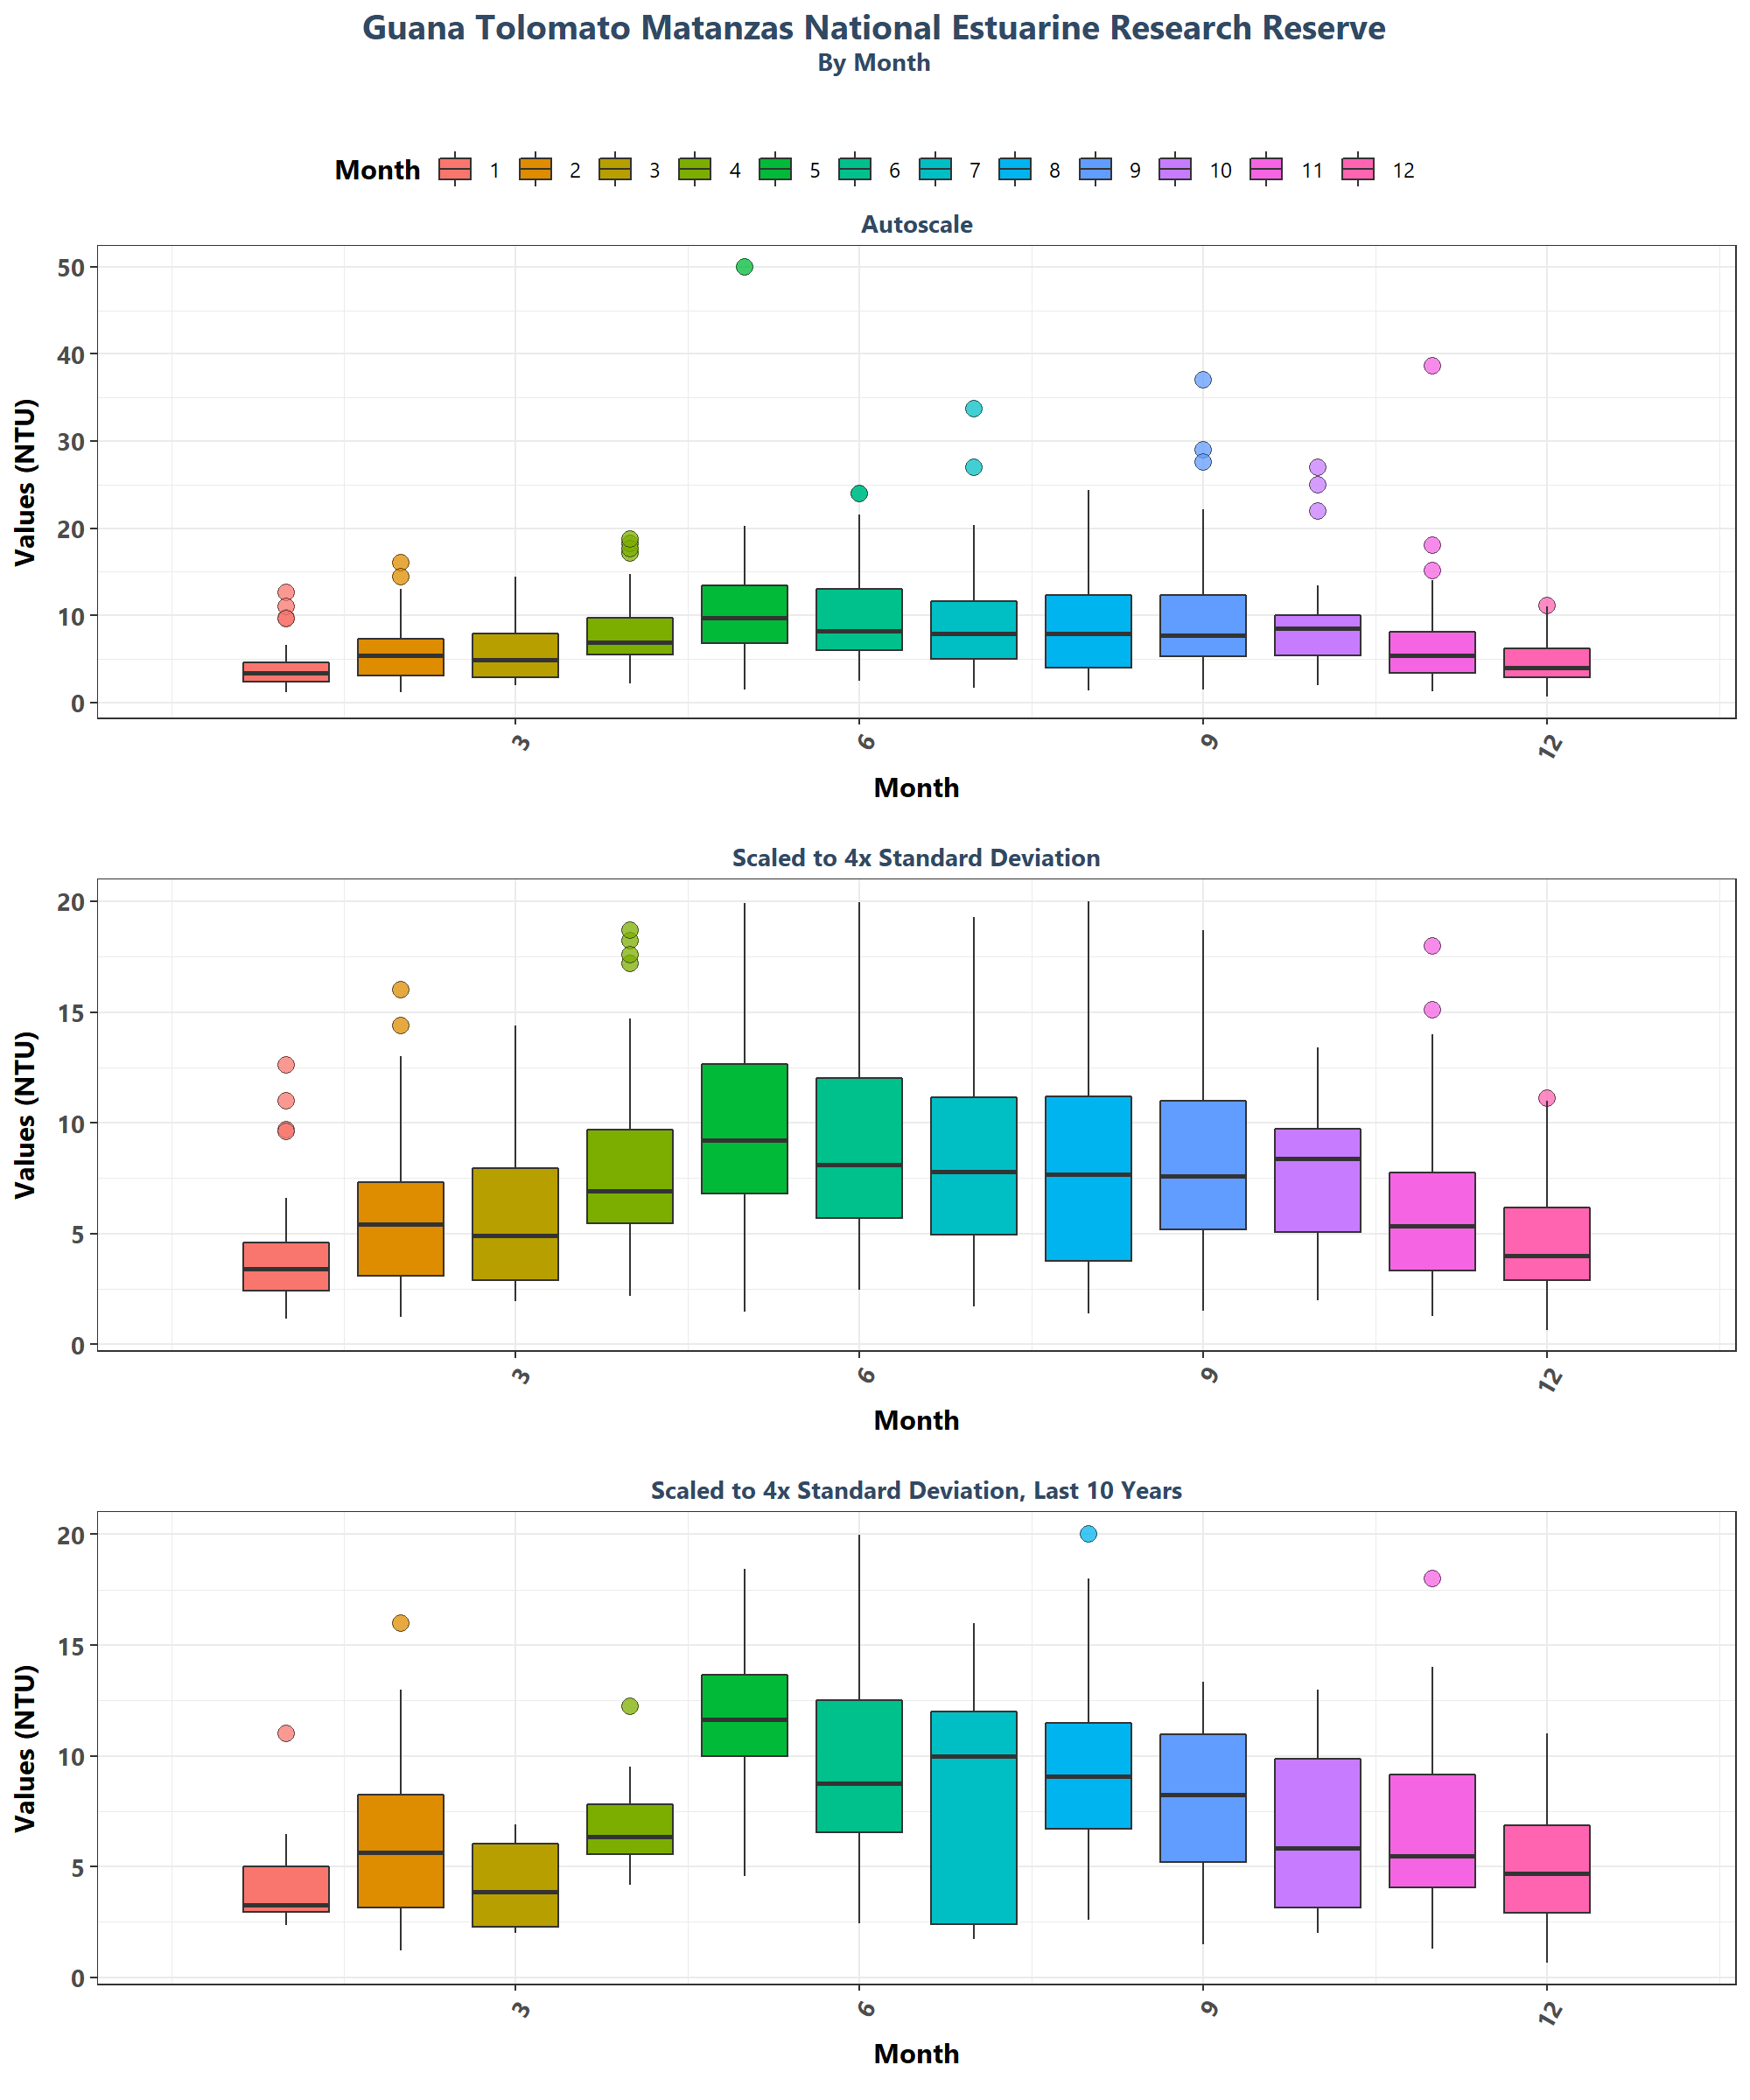 Guana Tolomato Matanzas National Estuarine Research Reserve
By Month
Month 1 2 3 4 5 6 7 8 9 10 11 12
Autoscale
Values (NTU)
50
40
30
20
10
0
3 6 9 12
Month
Scaled to 4x Standard Deviation
Values (NTU)
20
15
10
5
0
3 6 9 12
Month
Scaled to 4x Standard Deviation, Last 10 Years
Values (NTU)
20
15
10
5
0
3 6 9 12
Month